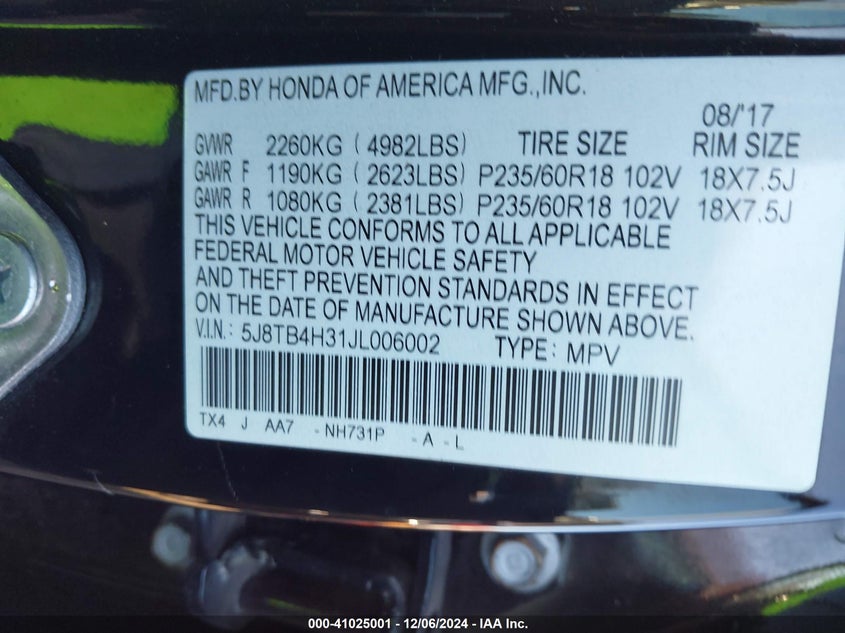 MFD.BY HONDA OF AMERICA MFG.,INC.
08/'17
GVWR 2260KG ( 4982LBS) TIRE SIZE RIM SIZE
GAWR F 1190KG ( 2623LBS) P235/60R18 102V 18X7.5J
GAWR R 1080KG ( 2381LBS) P235/60R18 102V 18X7.5J
THIS VEHICLE CONFORMS TO ALL APPLICABLE
FEDERAL MOTOR VEHICLE SAFETY
AND THEFT PREVENTION STANDARDS IN EFFECT
ON THE DATE OF MANUFACTURE SHOWN ABOVE.
V.I.N.: 5J8TB4H31JL006002 TYPE: MPV
TX4 J AA7 -NH731P -A -L
000-41025001 - 12/06/2024 - IAA Inc.